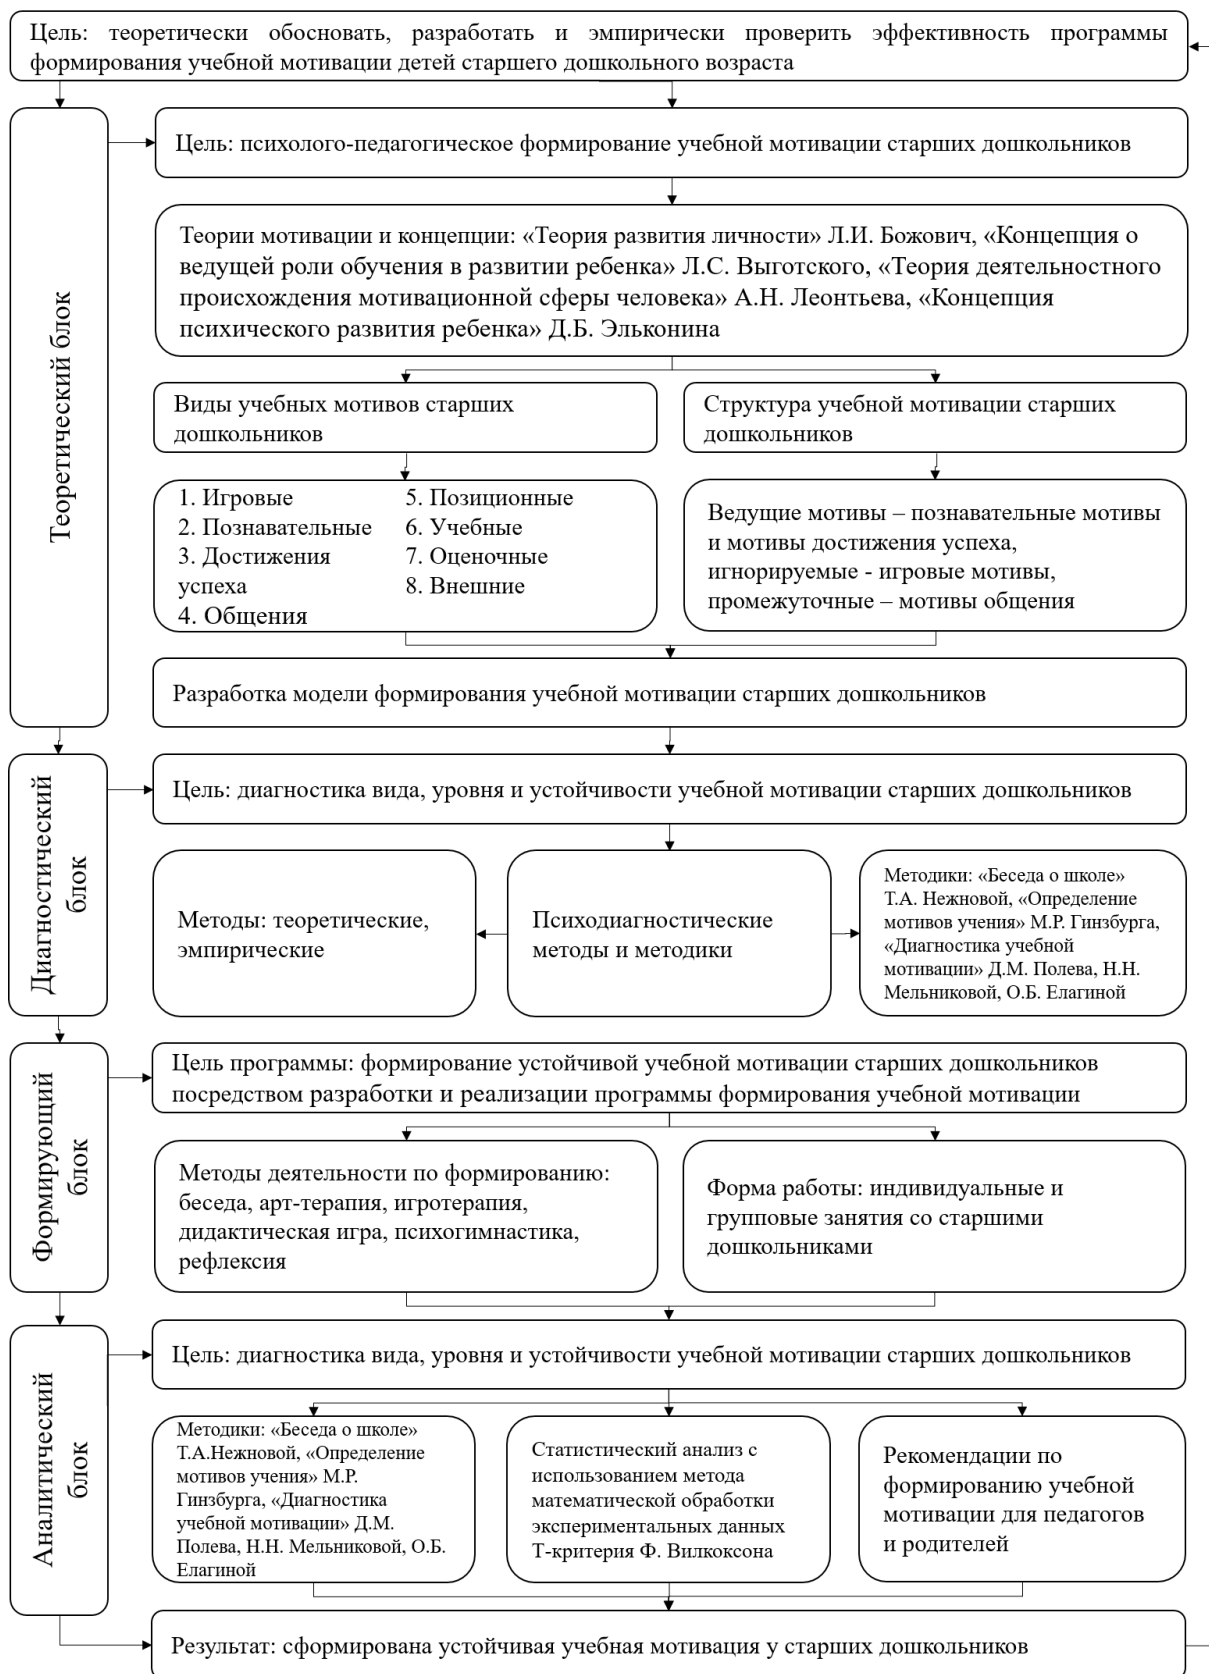 Цель: теоретически обосновать, разработать и эмпирически проверить эффективность программы
формирования учебной мотивации детей старшего дошкольного возраста
Теоретический блок
Цель: психолого-педагогическое формирование учебной мотивации старших дошкольников
Теории мотивации и концепции: «Теория развития личности» Л.И. Божович, «Концепция о
ведущей роли обучения в развитии ребенка» Л.С. Выготского, «Теория деятельностного
происхождения мотивационной сферы человека» А.Н. Леонтьева, «Концепция
психического развития ребенка» Д.Б. Эльконина
Виды учебных мотивов старших
дошкольников
Структура учебной мотивации старших
дошкольников
1. Игровые
2. Познавательные
3. Достижения
успеха
4. Общения
5. Позиционные
6. Учебные
7. Оценочные
8. Внешние
Ведущие мотивы – познавательные мотивы
и мотивы достижения успеха,
игнорируемые - игровые мотивы,
промежуточные – мотивы общения
Разработка модели формирования учебной мотивации старших дошкольников
Диагностический
блок
Цель: диагностика вида, уровня и устойчивости учебной мотивации старших дошкольников
Методы: теоретические,
эмпирические
Психодиагностические
методы и методики
Методики: «Беседа о школе»
Т.А. Нежновой, «Определение
мотивов учения» М.Р. Гинзбурга,
«Диагностика учебной
мотивации» Д.М. Полева, Н.Н.
Мельниковой, О.Б. Елагиной
Формирующий
блок
Цель программы: формирование устойчивой учебной мотивации старших дошкольников
посредством разработки и реализации программы формирования учебной мотивации
Методы деятельности по формированию:
беседа, арт-терапия, игротерапия,
дидактическая игра, психогимнастика,
рефлексия
Форма работы: индивидуальные и
групповые занятия со старшими
дошкольниками
Аналитический
блок
Цель: диагностика вида, уровня и устойчивости учебной мотивации старших дошкольников
Методики: «Беседа о школе»
Т.А.Нежновой, «Определение
мотивов учения» М.Р.
Гинзбурга, «Диагностика
учебной мотивации» Д.М.
Полева, Н.Н. Мельниковой, О.Б.
Елагиной
Статистический анализ с
использованием метода
математической обработки
экспериментальных данных
Т-критерия Ф. Вилкоксона
Рекомендации по
формированию учебной
мотивации для педагогов
и родителей
Результат: сформирована устойчивая учебная мотивация у старших дошкольников